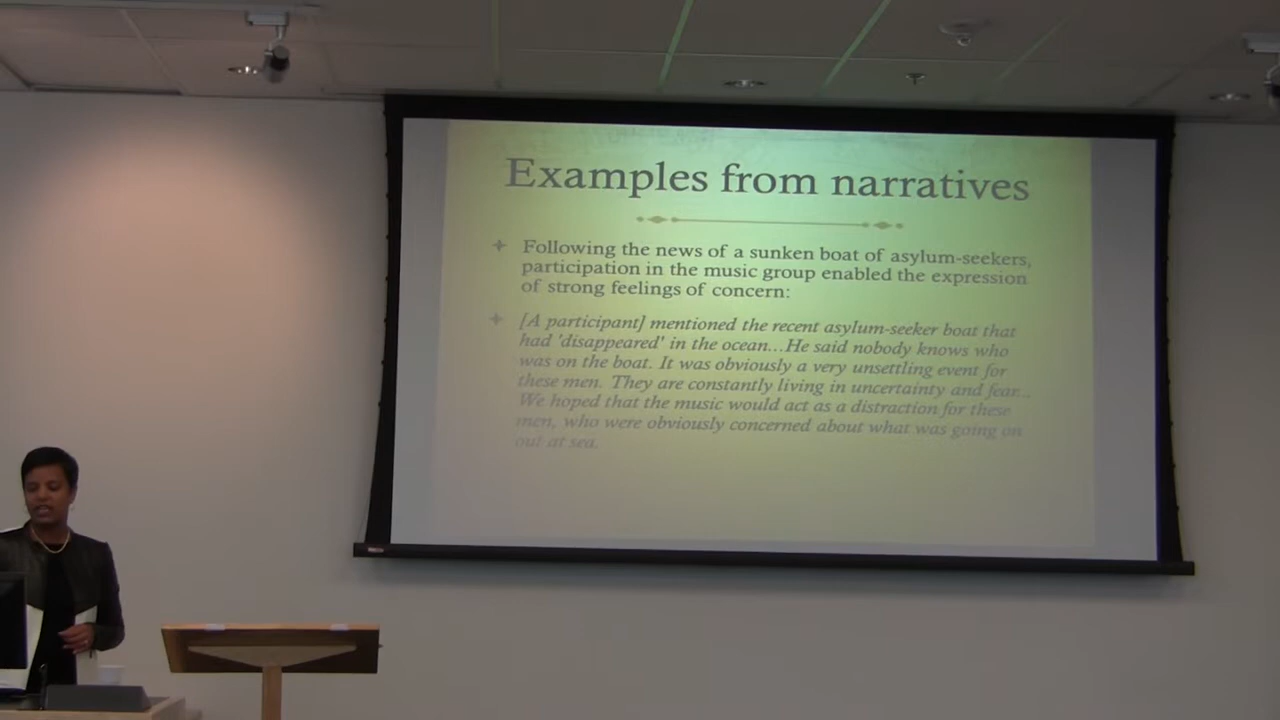 Examples from narratives
Following the news of a sunken boat of asylum-seekers,
participation in the music group enabled the expression
of strong feelings of concern:
[A participant] mentioned the recent asylum-seeker boat that
had 'disappeared' in the ocean...He said nobody knows who
was on the boat. It was obviously a very unsettling event for
these men. They are constantly living in uncertainty and fear...
We hoped that the music would act as a distraction for these
men, who were obviously concerned about what was going on
out at sea.